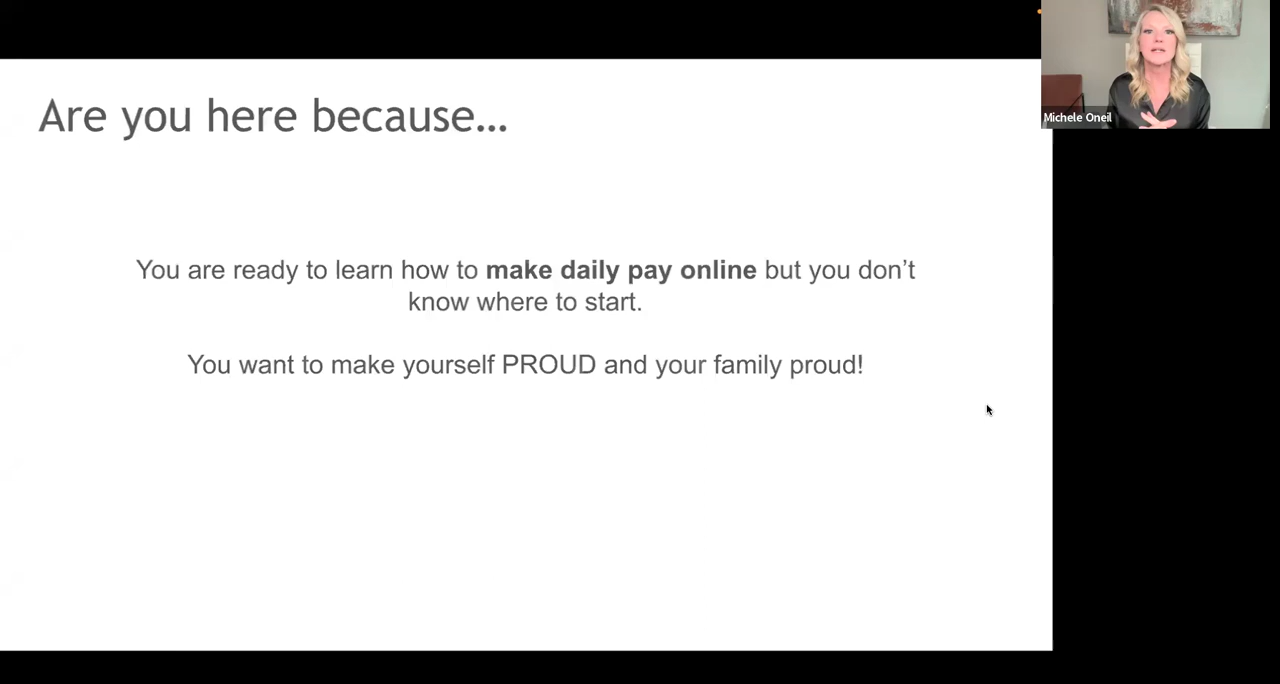 Are you here because...
You are ready to learn how to make daily pay online but you don’t
know where to start.
You want to make yourself PROUD and your family proud!
Michele Oneil